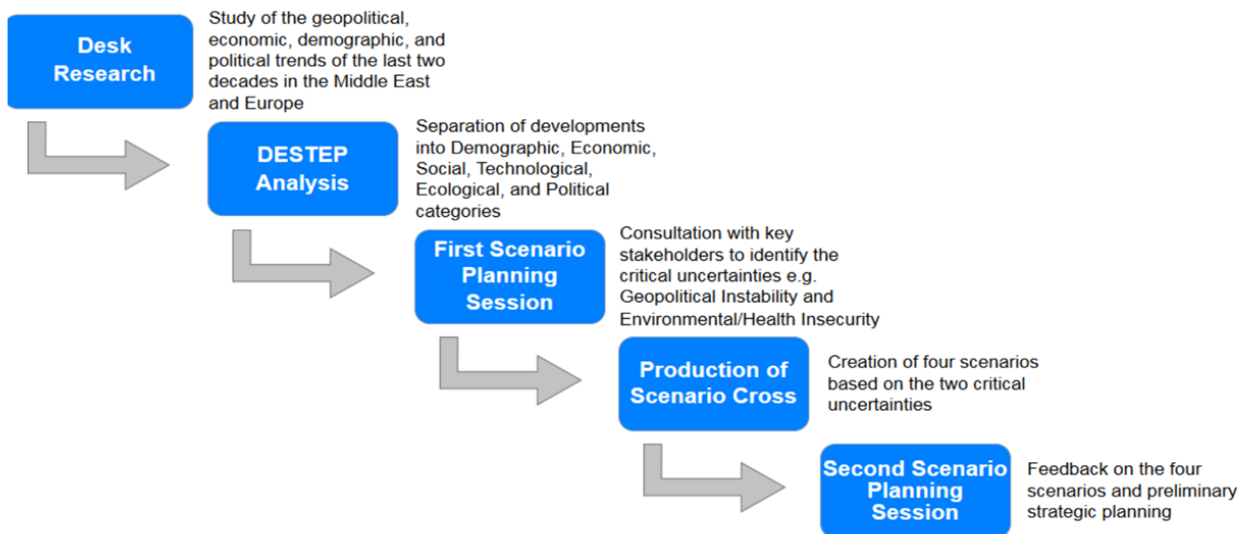 Desk
Research
Study of the geopolitical,
economic, demographic, and
political trends of the last two
decades in the Middle East
and Europe
DESTEP
Analysis
Separation of developments
into Demographic, Economic,
Social, Technological,
Ecological, and Political
categories
First Scenario
Planning
Session
Consultation with key
stakeholders to identify the
critical uncertainties e.g.
Geopolitical Instability and
Environmental/Health Insecurity
Production of
Scenario Cross
Creation of four scenarios
based on the two critical
uncertainties
Second Scenario
Planning
Session
Feedback on the four
scenarios and preliminary
strategic planning